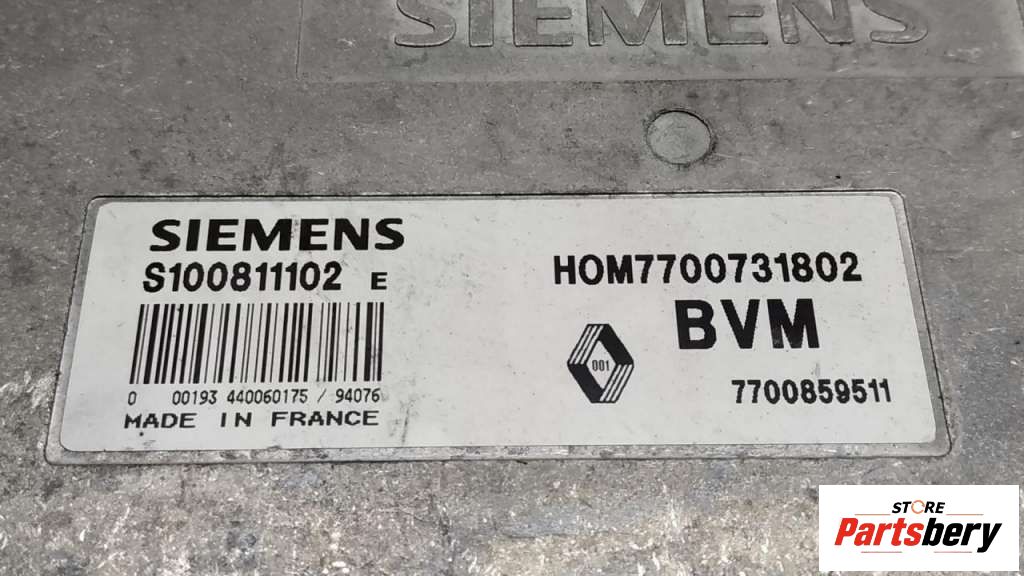 SIEMENS
SIEMENS
S100811102 E
0 00193 440060175 / 94076
MADE IN FRANCE
HOM7700731802
BVM
001
7700859511
STORE
Partsbery